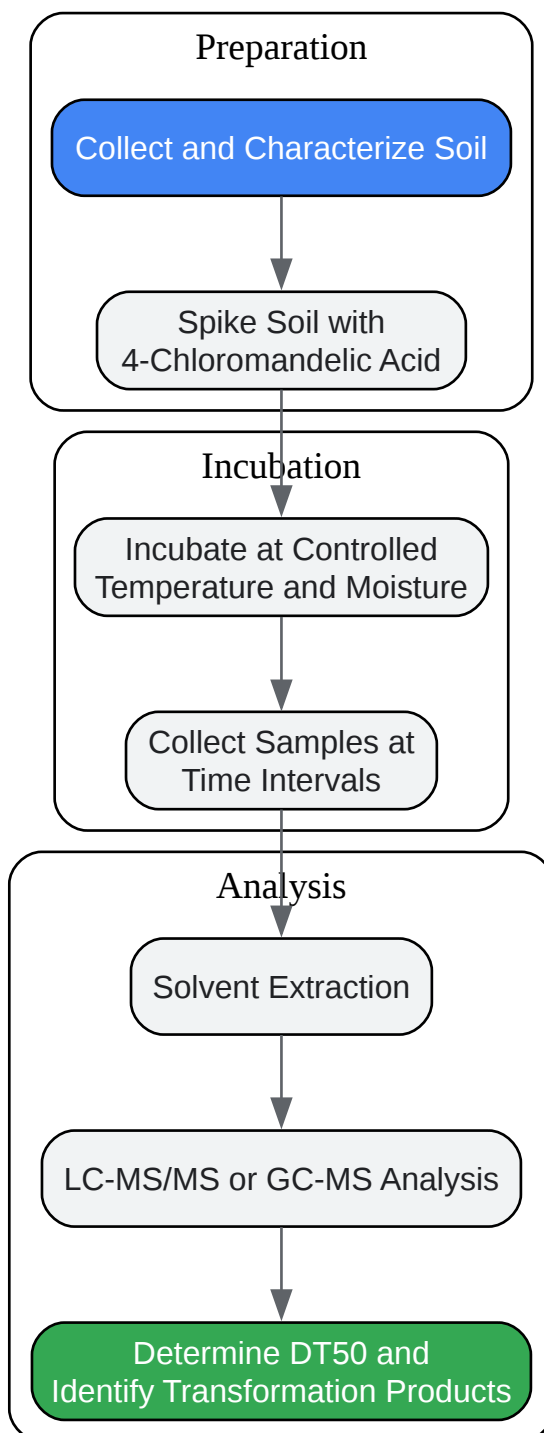 Preparation
Collect and Characterize Soil
Spike Soil with
4-Chloromandelic Acid
Incubation
Incubate at Controlled
Temperature and Moisture
Collect Samples at
Time Intervals
Analysis
Solvent Extraction
LC-MS/MS or GC-MS Analysis
Determine DT50 and
Identify Transformation Products